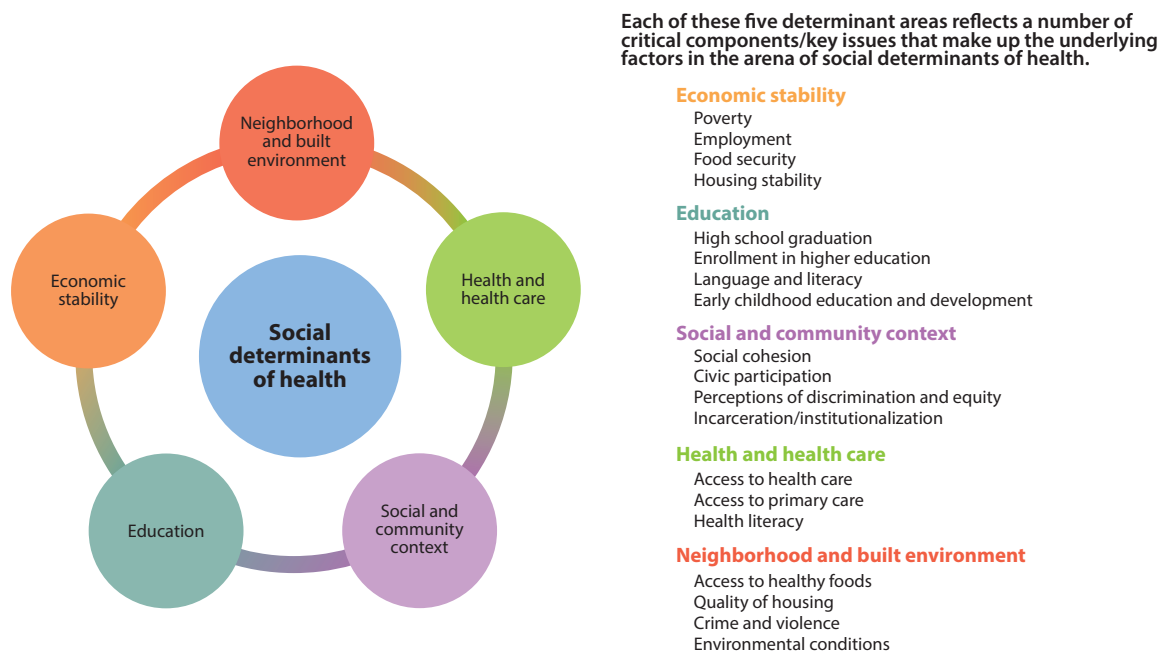 Neighborhood
and built
environment
Economic
stability
Health and
health care
Social
determinants
of health
Education
Social and
community
context
Each of these five determinant areas reflects a number of
critical components/key issues that make up the underlying
factors in the arena of social determinants of health.
Economic stability
Poverty
Employment
Food security
Housing stability
Education
High school graduation
Enrollment in higher education
Language and literacy
Early childhood education and development
Social and community context
Social cohesion
Civic participation
Perceptions of discrimination and equity
Incarceration/institutionalization
Health and health care
Access to health care
Access to primary care
Health literacy
Neighborhood and built environment
Access to healthy foods
Quality of housing
Crime and violence
Environmental conditions